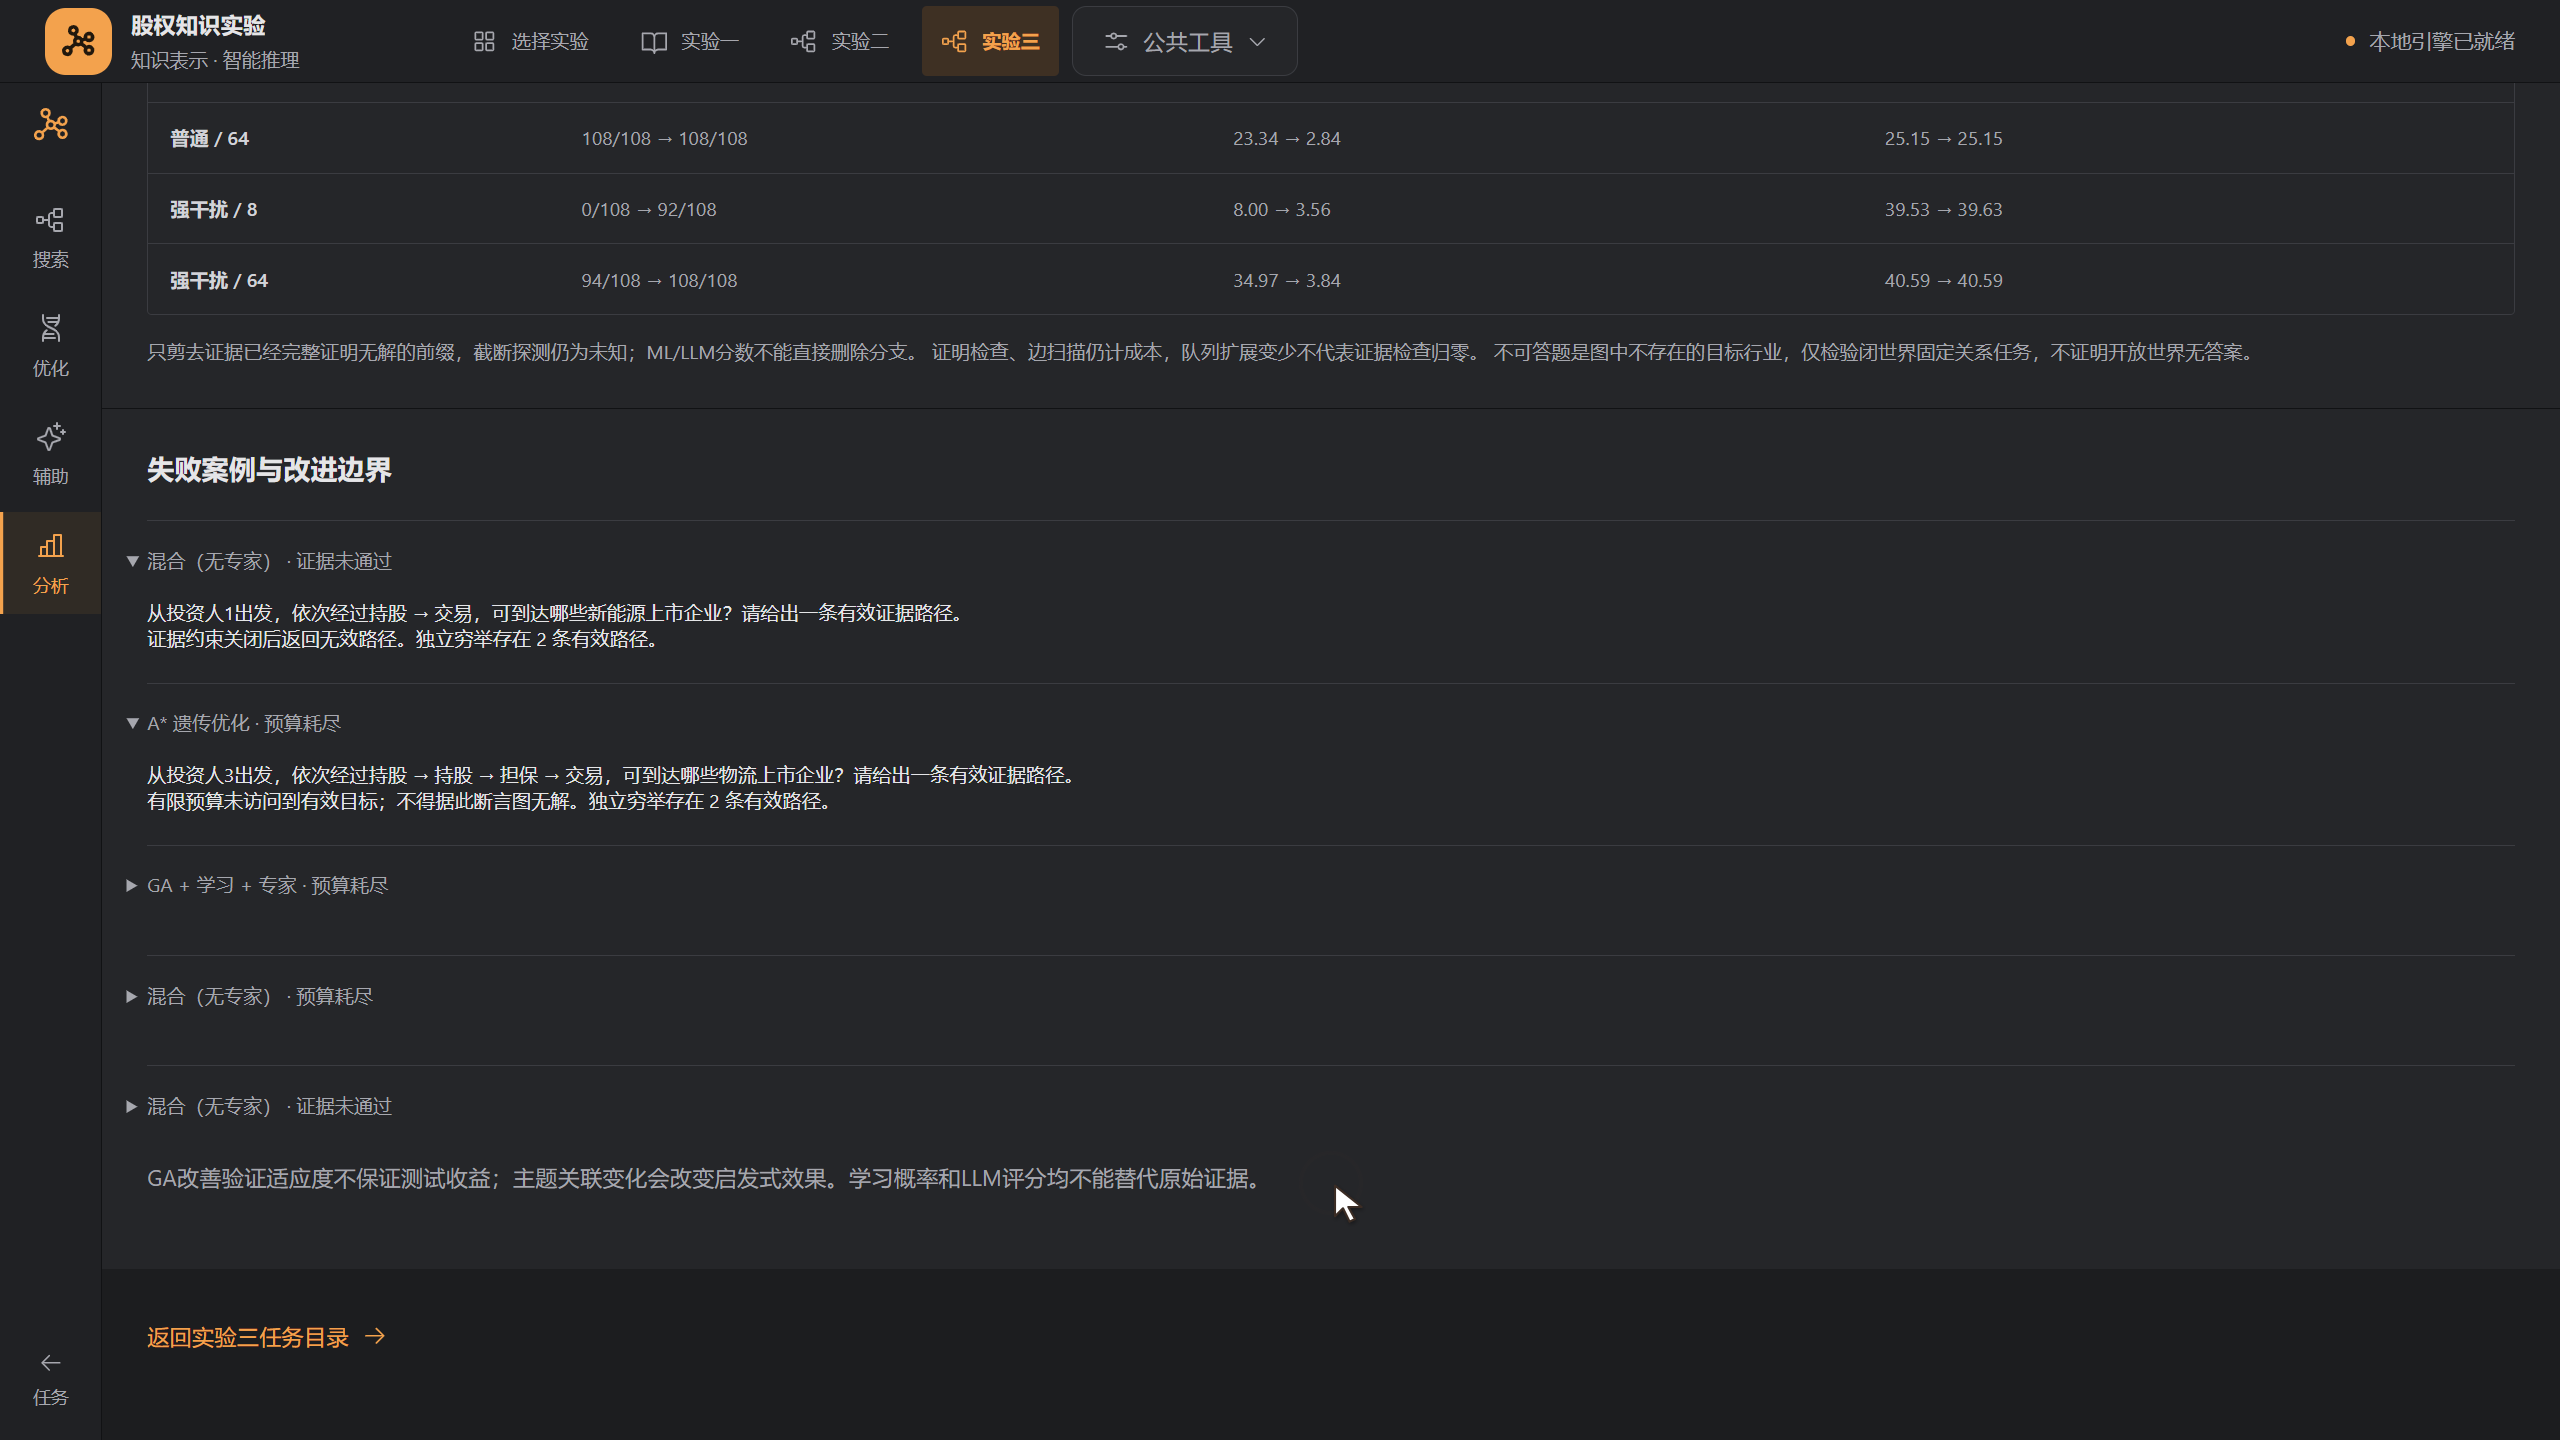 股权知识实验
知识表示 · 智能推理
选择实验
实验一
实验二
实验三
公共工具
本地引擎已就绪
搜索
优化
辅助
分析
任务
普通 / 64 108/108 → 108/108 23.34 → 2.84 25.15 → 25.15
强干扰 / 8 0/108 → 92/108 8.00 → 3.56 39.53 → 39.63
强干扰 / 64 94/108 → 108/108 34.97 → 3.84 40.59 → 40.59
只剪去证据已经完整证明无解的前缀，截断探测仍为未知；ML/LLM分数不能直接删除分支。 证明检查、边扫描仍计成本，队列扩展变少不代表证据检查归零。 不可答题是图中不存在的目标行业，仅检验闭世界固定关系任务，不证明开放世界无答案。
失败案例与改进边界
混合（无专家） · 证据未通过
从投资人1出发，依次经过持股 → 交易，可到达哪些新能源上市企业？请给出一条有效证据路径。
证据约束关闭后返回无效路径。独立穷举存在 2 条有效路径。
A* 遗传优化 · 预算耗尽
从投资人3出发，依次经过持股 → 持股 → 担保 → 交易，可到达哪些物流上市企业？请给出一条有效证据路径。
有限预算未访问到有效目标；不得据此断言图无解。独立穷举存在 2 条有效路径。
GA + 学习 + 专家 · 预算耗尽
混合（无专家） · 预算耗尽
混合（无专家） · 证据未通过
GA改善验证适应度不保证测试收益；主题关联变化会改变启发式效果。学习概率和LLM评分均不能替代原始证据。
返回实验三任务目录 →